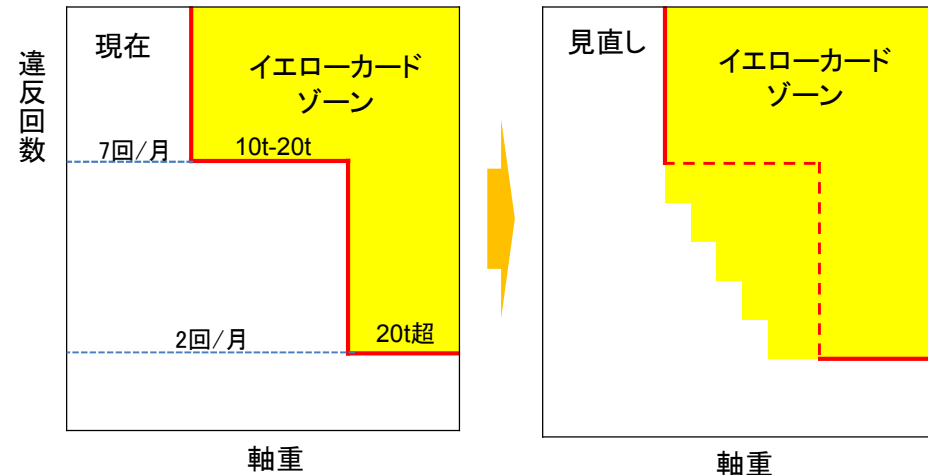 違反回数
現在
イエローカード
ゾーン
7回/月
10t-20t
2回/月
20t超
軸重
見直し
イエローカード
ゾーン
軸重